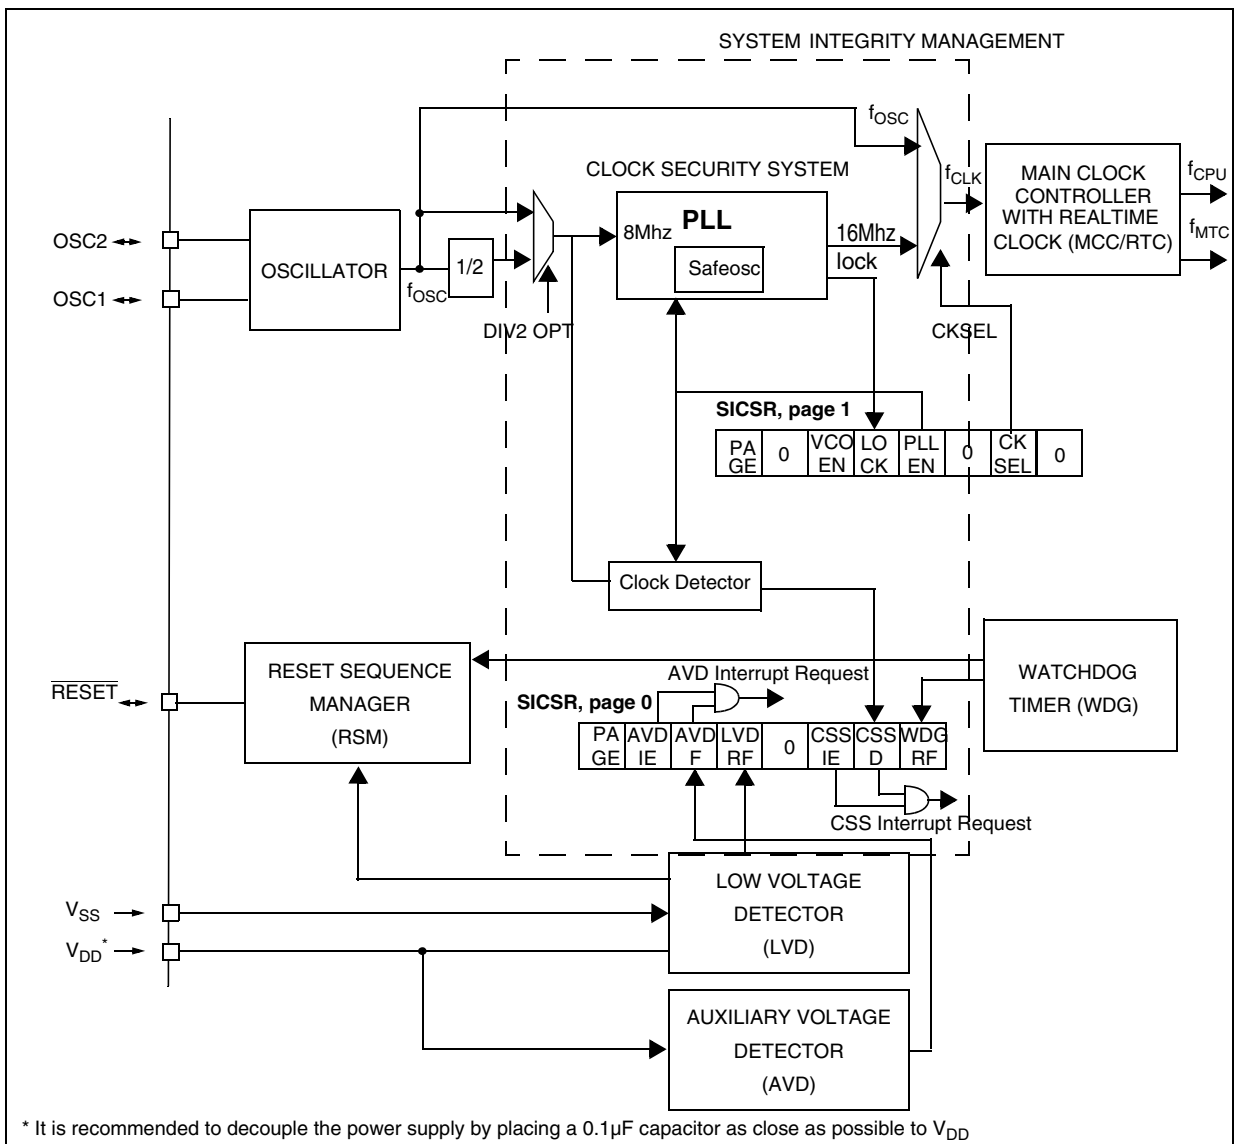 SYSTEM INTEGRITY MANAGEMENT
fOSC
CLOCK SECURITY SYSTEM
fCLK
MAIN CLOCK
CONTROLLER
WITH REALTIME
CLOCK (MCC/RTC)
fCPU
fMTC
OSC2
OSC1
OSCILLATOR
fOSC
1/2
DIV2 OPT
8Mhz
PLL
Safeosc
16Mhz
lock
CKSEL
SICSR, page 1
PA
GE
0
VCO
EN
LO
CK
PLL
EN
0
CK
SEL
0
Clock Detector
RESET
RESET SEQUENCE
MANAGER
(RSM)
WATCHDOG
TIMER (WDG)
AVD Interrupt Request
SICSR, page 0
PA
GE
AVD
IE
AVD
F
LVD
RF
0
CSS
IE
CSS
D
WDG
RF
CSS Interrupt Request
VSS
VDD*
LOW VOLTAGE
DETECTOR
(LVD)
AUXILIARY VOLTAGE
DETECTOR
(AVD)
* It is recommended to decouple the power supply by placing a 0.1µF capacitor as close as possible to VDD